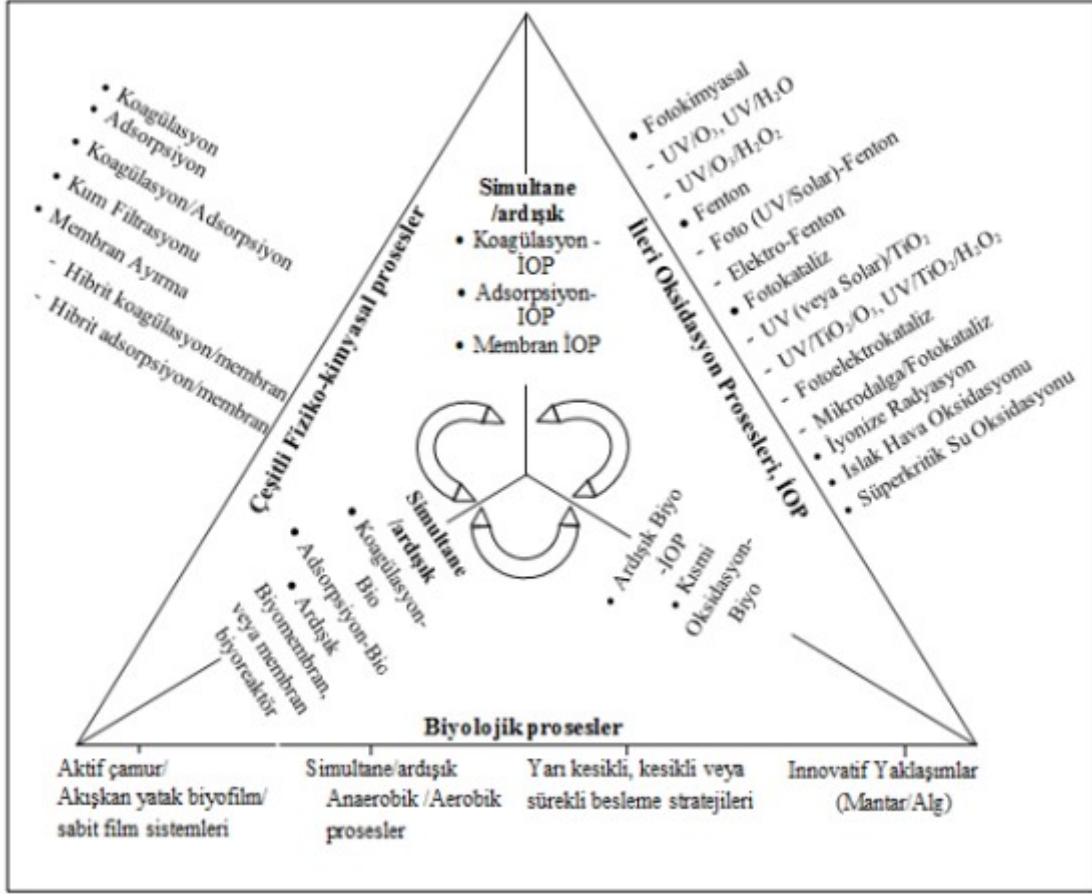 • Koagülasyon
• Adsorpsiyon
• Koagülasyon/Adsorpsiyon
• Kum Filtrasyonu
• Membran Ayırma
- Hibrit koagülasyon/membran
- Hibrit adsorpsiyon/membran
Çeşitli Fiziko-kimyasal prosesler
Simultane
/ardışık
• Koagülasyon -
İOP
• Adsorpsiyon-
İOP
• Membran İOP
İleri Oksidasyon Prosesleri, İOP
• Fotokimyasal
- UV/O₃, UV/H₂O
- UV/O₃/H₂O₂
• Fenton
- Foto (UV/Solar)-Fenton
- Elektro-Fenton
• Fotokataliz
- UV (veya Solar)/TiO₂
- UV/TiO₂/O₃, UV/TiO₂/H₂O₂
- Fotoelektrokataliz
- Mikrodalga/Fotokataliz
• İyonize Radyasyon
• Islak Hava Oksidasyonu
• Süperkritik Su Oksidasyonu
Simultane
/ardışık
• Koagülasyon-
Bio
• Adsorpsiyon-Bio
• Ardışık
Biyomembran,
veya membran
biyoreaktör
• Ardışık Biyo
-İOP
• Kısmi
Oksidasyon-
Biyo
Biyolojik prosesler
Aktif çamur/
Akışkan yatak biyofilm/
sabit film sistemleri
Simultane/ardışık
Anaerobik /Aerobik
prosesler
Yarı kesikli, kesikli veya
sürekli besleme stratejileri
Innovatif Yaklaşımlar
(Mantar/Alg)